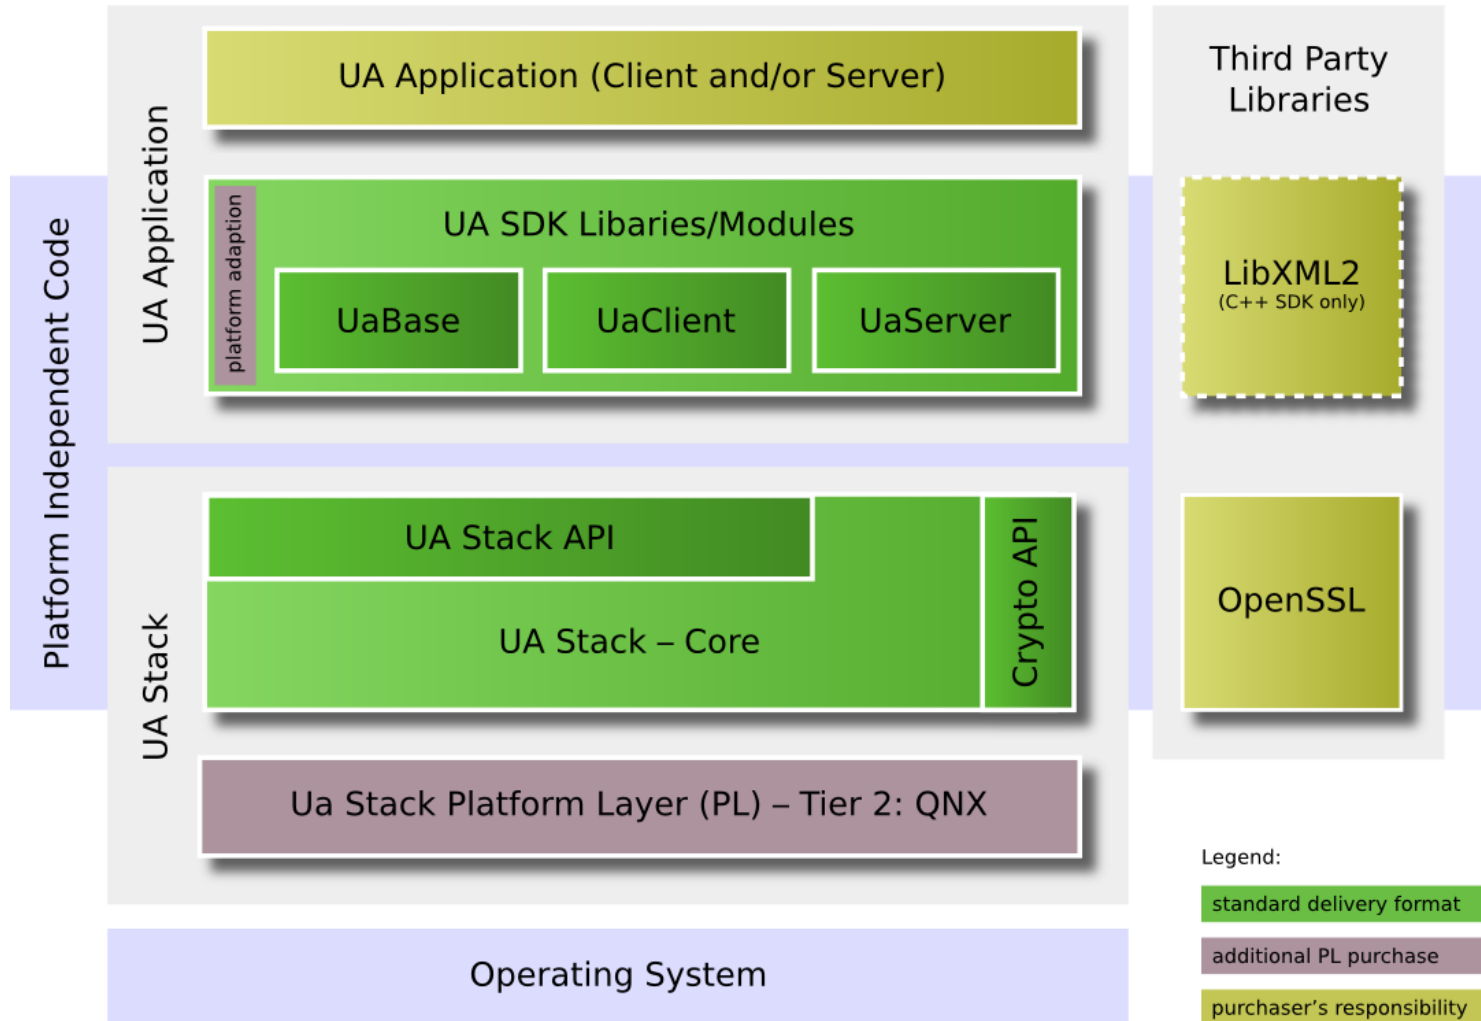 UA Application (Client and/or Server)
Third Party
Libraries
UA Application
Platform Independent Code
platform adaption
UA SDK Libaries/Modules
UaBase
UaClient
UaServer
LibXML2
(C++ SDK only)
UA Stack
UA Stack API
UA Stack – Core
Crypto API
OpenSSL
Ua Stack Platform Layer (PL) – Tier 2: QNX
Operating System
Legend:
standard delivery format
additional PL purchase
purchaser's responsibility